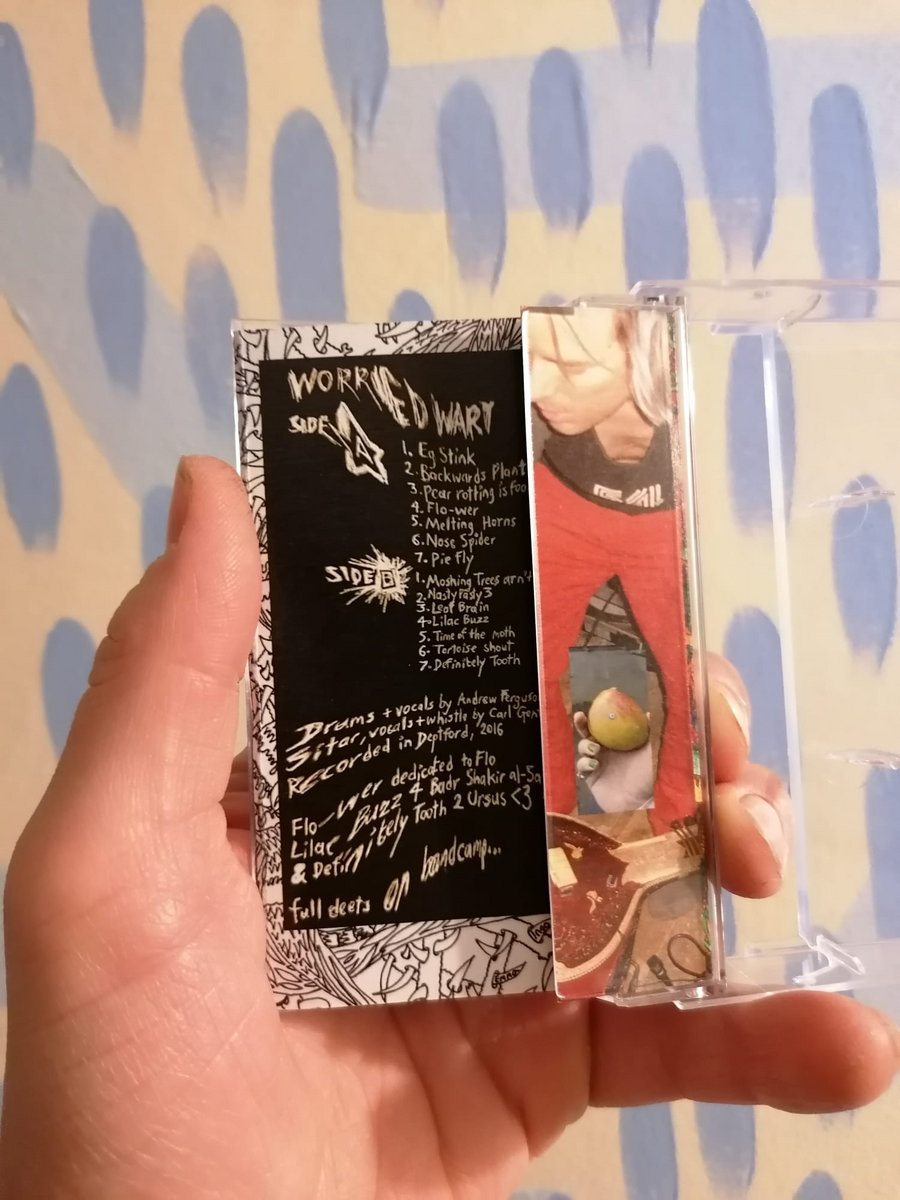 WORRIED WART
SIDE A
1. Eg Stink
2. Backwards Plant
3. Pear rotting is foo
4. Flo-wer
5. Melting Horns
6. Nose Spider
7. Pie Fly
SIDE B
1. Moshing Trees arn't
2. Nasty Pasty 3
3. Leaf Brain
4. Lilac Buzz
5. Time of the moth
6. Tortoise shout
7. Definitely Tooth
Drums + vocals by Andrew Ferguso
Sitar, vocals + whistle by Carl Gen
Recorded in Deptford, 2016
Flo-wer dedicated to Flo
Lilac Buzz 4 Badr Shakir al-Sa
& Definitely Tooth 2 Ursus <3
full deets on bandcamp...